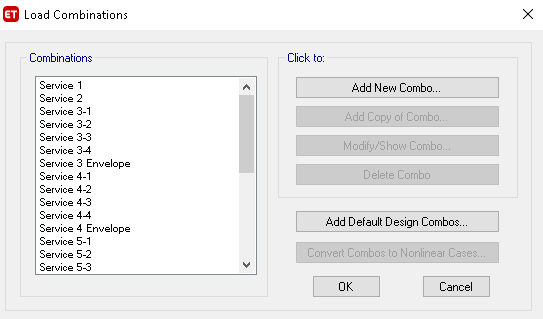 ET Load Combinations
Combinations
Service 1
Service 2
Service 3-1
Service 3-2
Service 3-3
Service 3-4
Service 3 Envelope
Service 4-1
Service 4-2
Service 4-3
Service 4-4
Service 4 Envelope
Service 5-1
Service 5-2
Service 5-3
Click to:
Add New Combo...
Add Copy of Combo...
Modify/Show Combo...
Delete Combo
Add Default Design Combos...
Convert Combos to Nonlinear Cases...
OK
Cancel